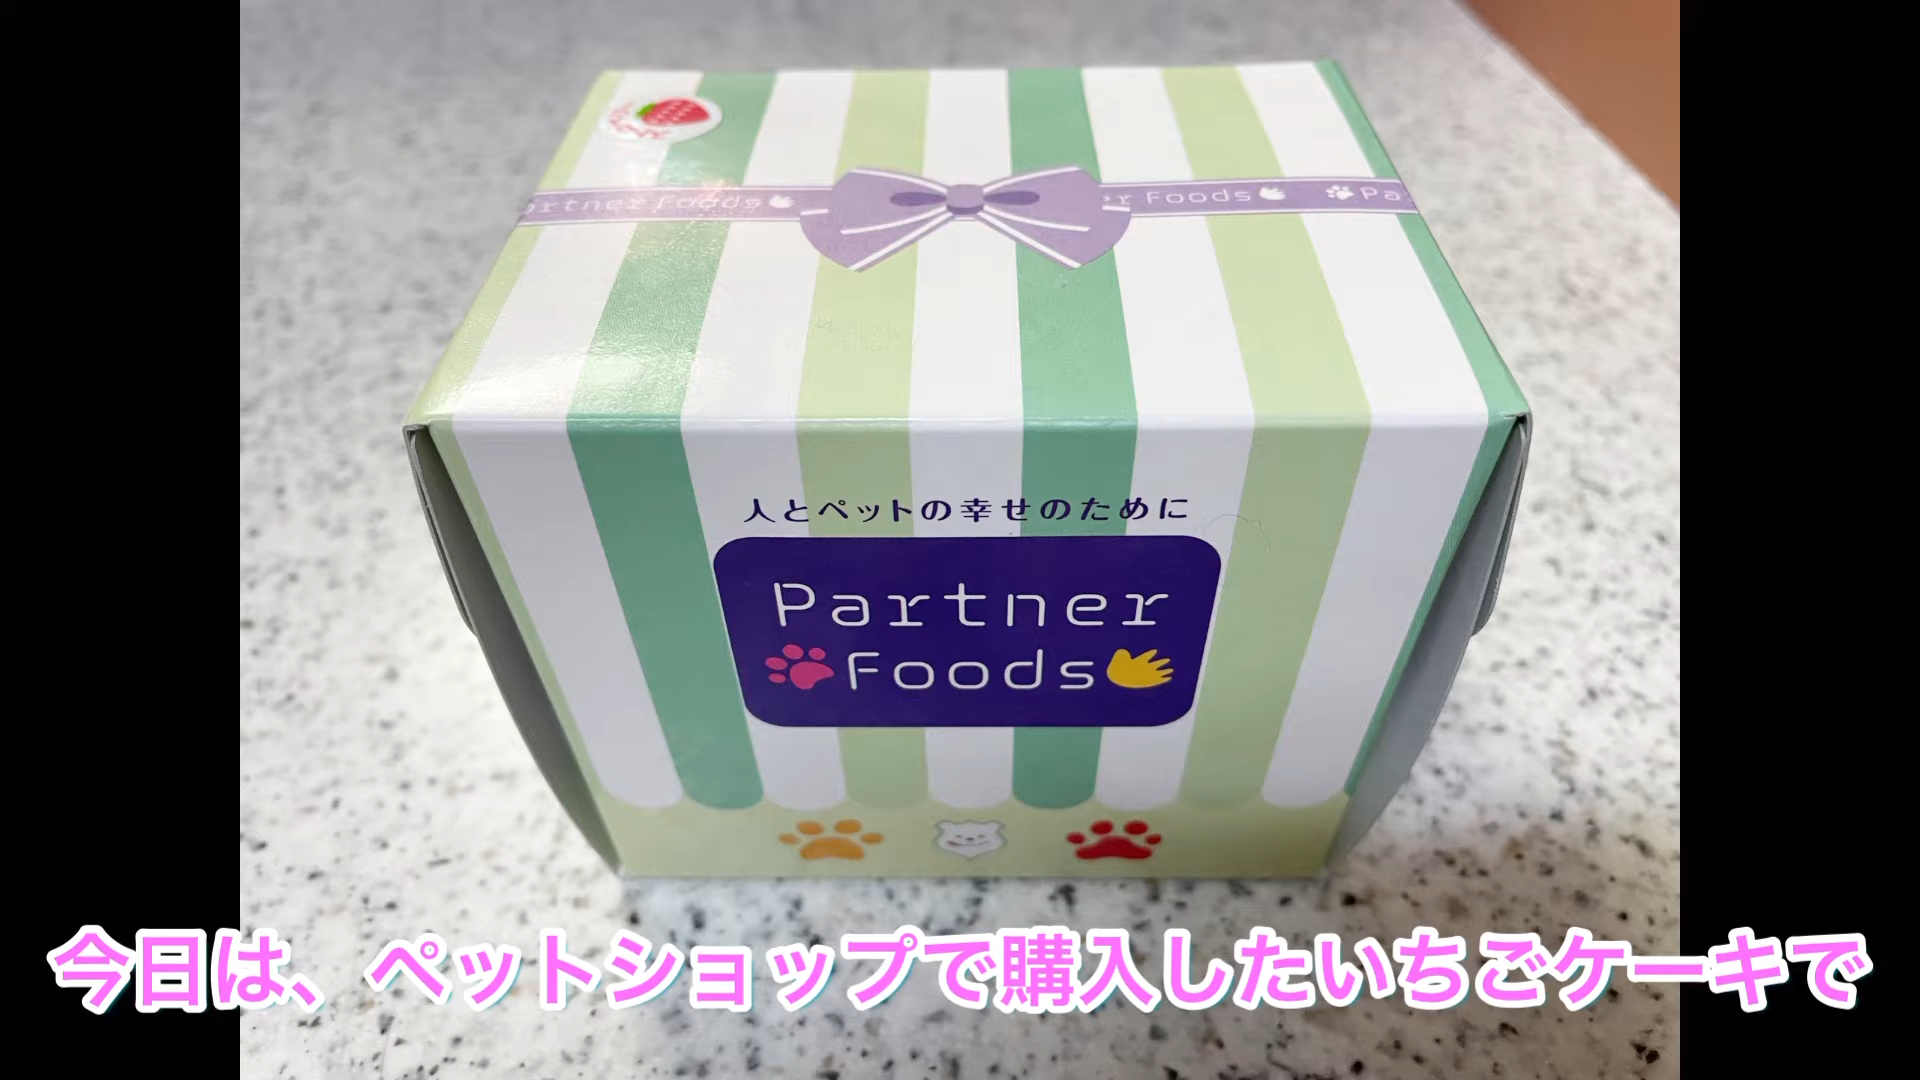 artner Foods
er Foods
Pa
人とペットの幸せのために
Partner
Foods
今日は、ペットショップで購入したいちごケーキで